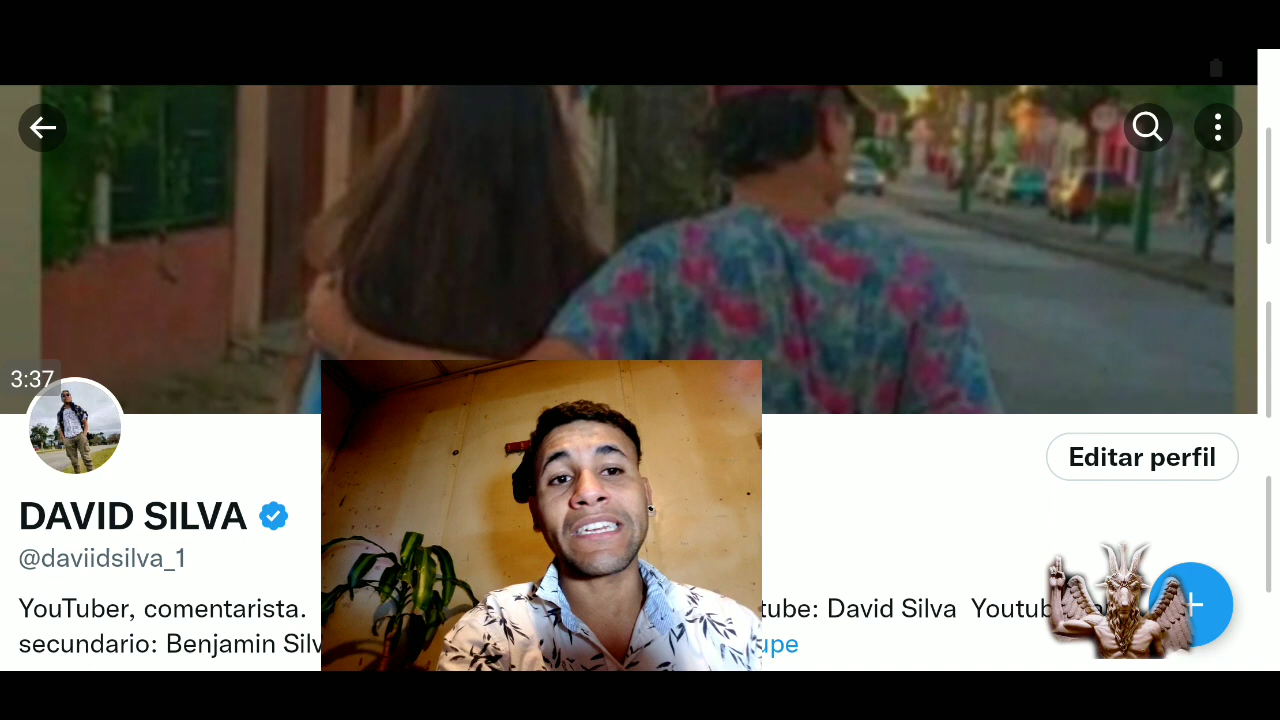 3:37
Editar perfil
DAVID SILVA
@daviidsilva_1
YouTuber, comentarista. tube: David Silva Youtub
secundario: Benjamin Silv upe